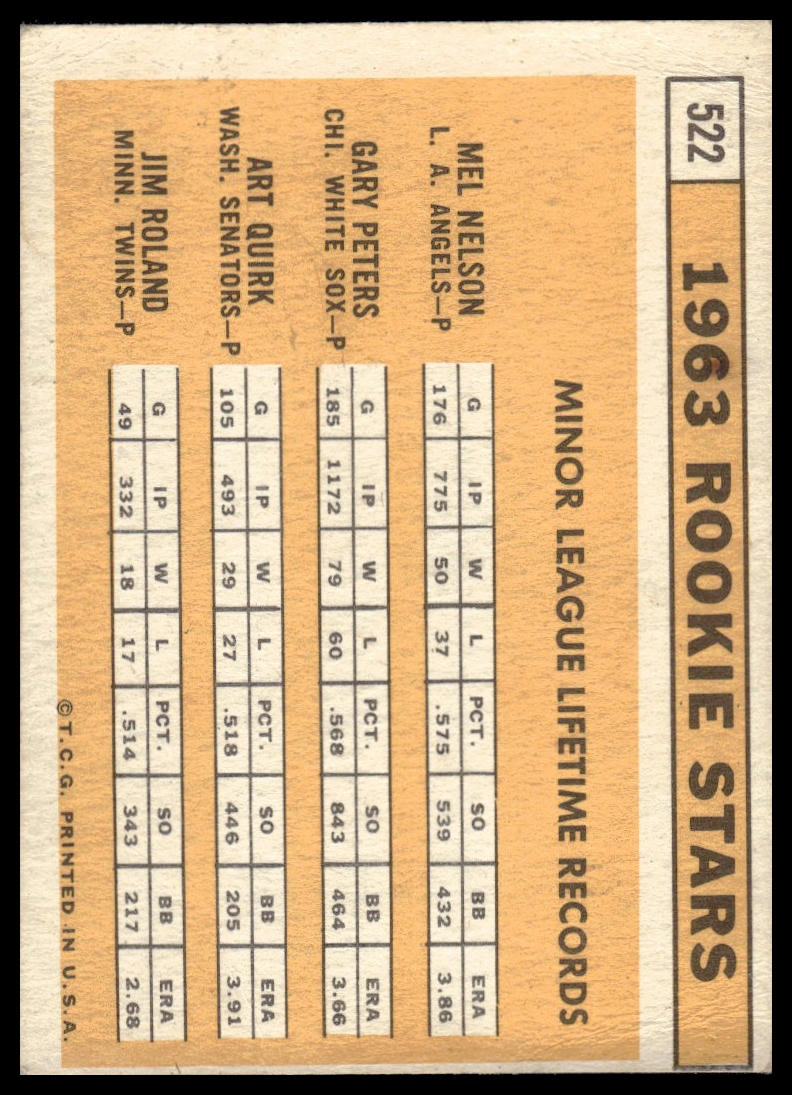 522 1963 ROOKIE STARS
MINOR LEAGUE LIFETIME RECORDS
MEL NELSON
L. A. ANGELS—P
G IP W L PCT. SO BB ERA
176 775 50 37 .575 539 432 3.86
GARY PETERS
CHI. WHITE SOX—P
G IP W L PCT. SO BB ERA
185 1172 79 60 .568 843 464 3.66
ART QUIRK
WASH. SENATORS—P
G IP W L PCT. SO BB ERA
105 493 29 27 .518 446 205 3.91
JIM ROLAND
MINN. TWINS—P
G IP W L PCT. SO BB ERA
49 332 18 17 .514 343 217 2.68
©T.C.G. PRINTED IN U.S.A.